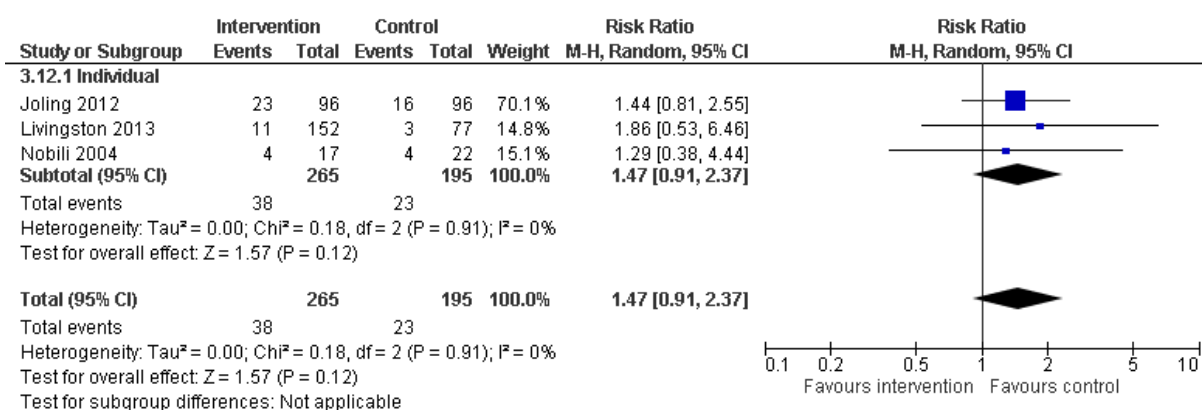 Intervention Control Risk Ratio Risk Ratio
Study or Subgroup Events Total Events Total Weight M-H, Random, 95% CI M-H, Random, 95% CI
3.12.1 Individual
Joling 2012 23 96 16 96 70.1% 1.44 [0.81, 2.55]
Livingston 2013 11 152 3 77 14.8% 1.86 [0.53, 6.46]
Nobili 2004 4 17 4 22 15.1% 1.29 [0.38, 4.44]
Subtotal (95% CI) 265 195 100.0% 1.47 [0.91, 2.37]
Total events 38 23
Heterogeneity: Tau² = 0.00; Chi² = 0.18, df = 2 (P = 0.91); I² = 0%
Test for overall effect: Z = 1.57 (P = 0.12)
Total (95% CI) 265 195 100.0% 1.47 [0.91, 2.37]
Total events 38 23
Heterogeneity: Tau² = 0.00; Chi² = 0.18, df = 2 (P = 0.91); I² = 0%
Test for overall effect: Z = 1.57 (P = 0.12)
Test for subgroup differences: Not applicable
0.1 0.2 0.5 1 2 5 10
Favours intervention Favours control